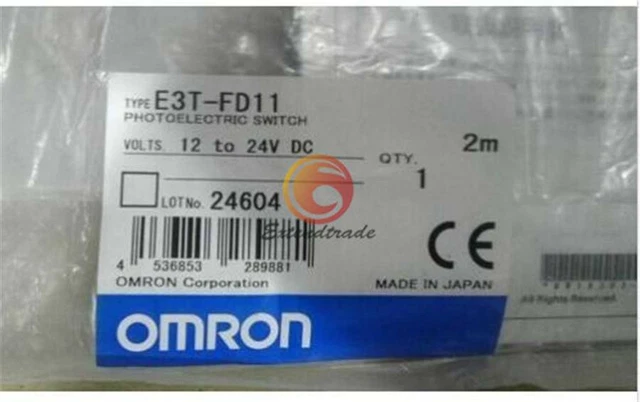 TYPE E3T-FD11
PHOTOELECTRIC SWITCH
VOLTS. 12 to 24V DC
2m
QTY.
1
LOT No. 24604
Extendtrade
4 536853 289881
OMRON Corporation
MADE IN JAPAN
CE
OMRON
All Rights Reserved.